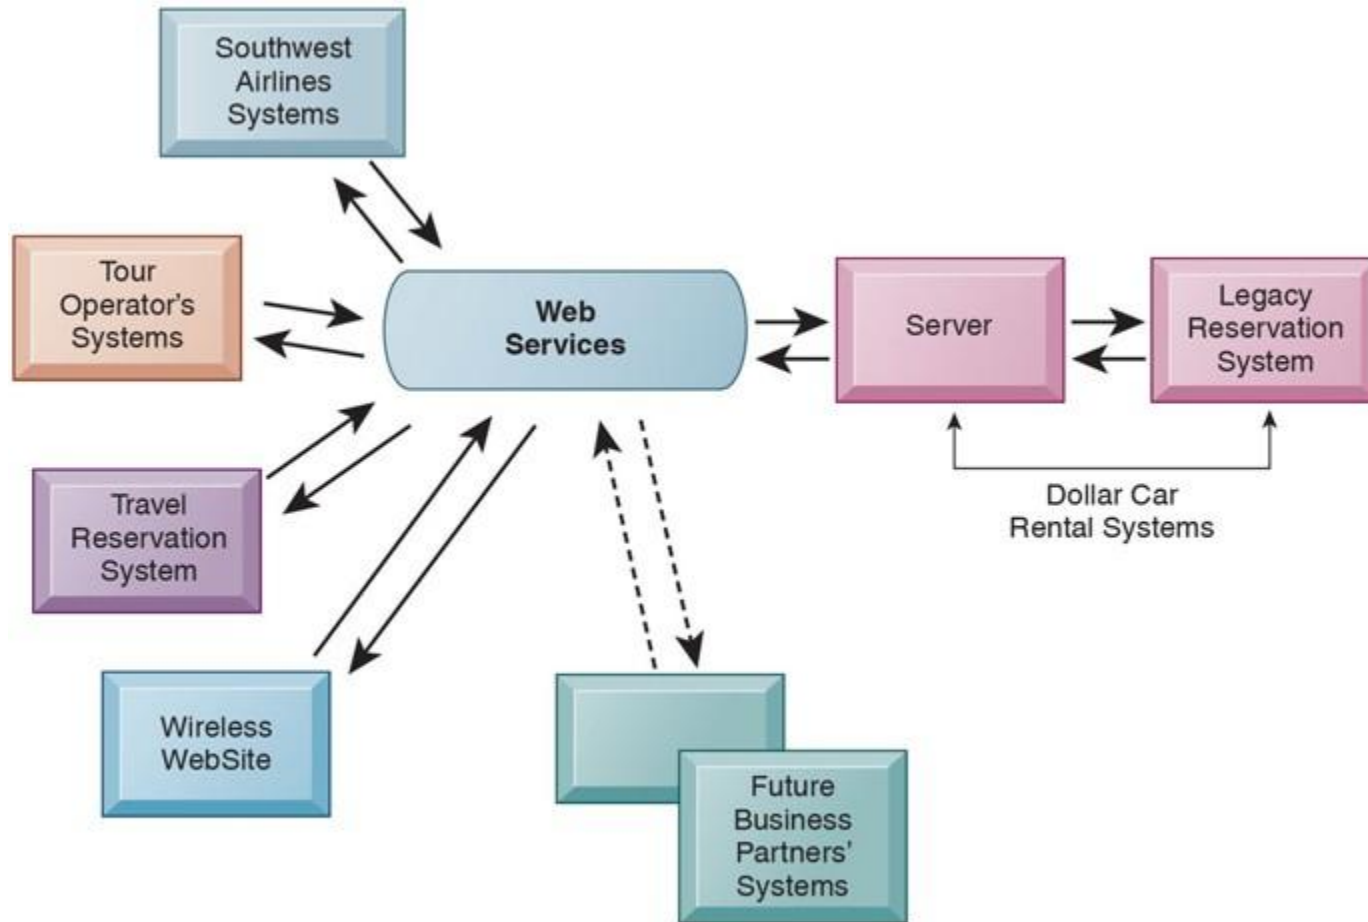 Southwest
Airlines
Systems
Tour
Operator's
Systems
Web
Services
Server
Legacy
Reservation
System
Travel
Reservation
System
Dollar Car
Rental Systems
Wireless
WebSite
Future
Business
Partners'
Systems